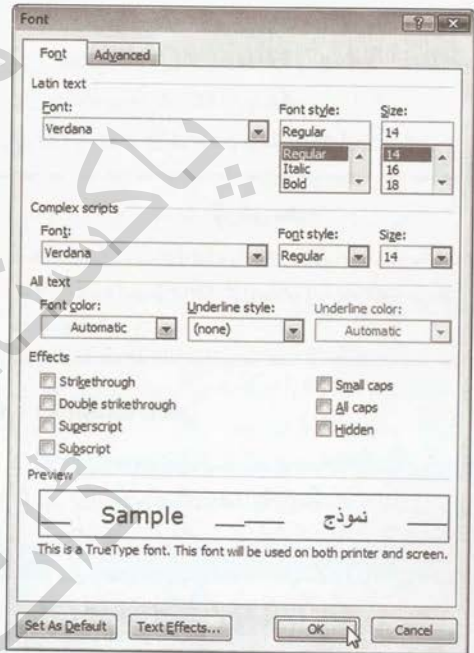 Font
Font Advanced
Latin text
Font: Font style: Size:
Verdana Regular 14
Regular 14
Italic 16
Bold 18
Complex scripts
Font: Font style: Size:
Verdana Regular 14
All text
Font color: Underline style: Underline color:
Automatic (none) Automatic
Effects
Strikethrough Small caps
Double strikethrough All caps
Superscript Hidden
Subscript
Preview
Sample نموذج
This is a TrueType font. This font will be used on both printer and screen.
Set As Default Text Effects... OK Cancel